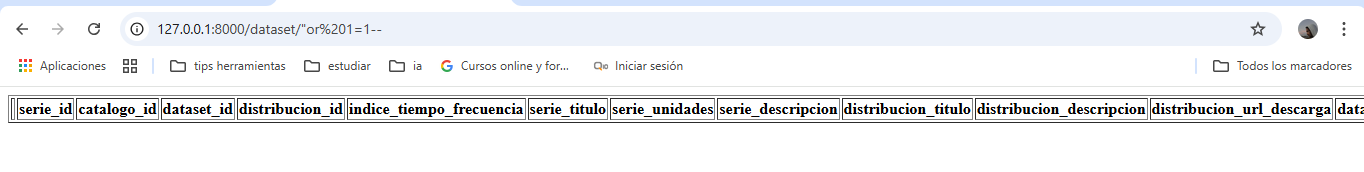 127.0.0.1:8000/dataset/"or%201=1--
Aplicaciones tips herramientas estudiar ia Cursos online y for... Iniciar sesión Todos los marcadores
serie_id catalogo_id dataset_id distribucion_id indice_tiempo_frecuencia serie_titulo serie_unidades serie_descripcion distribucion_titulo distribucion_descripcion distribucion_url_descarga data